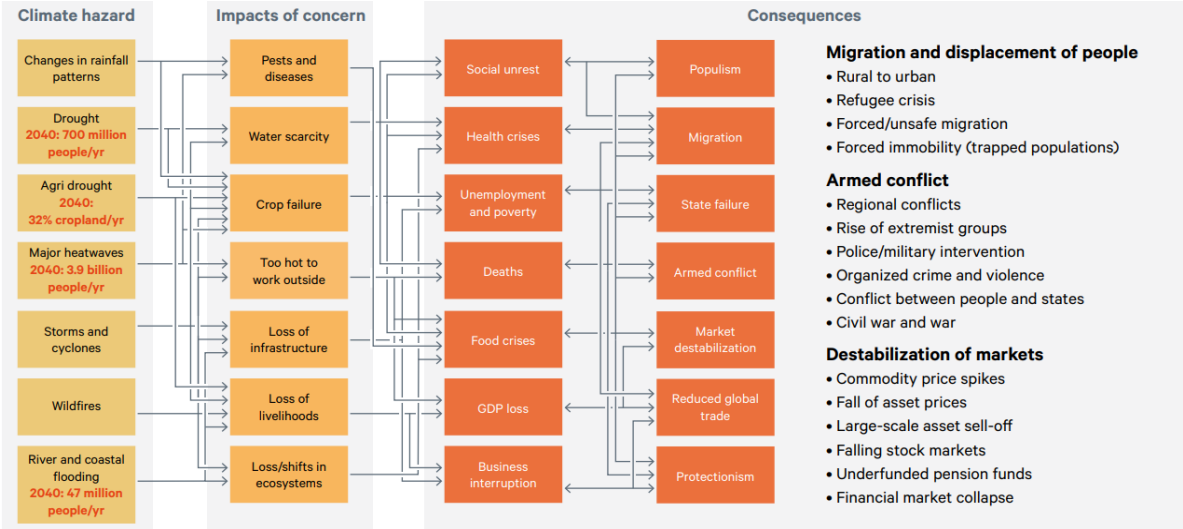 Climate hazard
Impacts of concern
Consequences
Changes in rainfall
patterns
Drought
2040: 700 million
people/yr
Agri drought
2040:
32% cropland/yr
Major heatwaves
2040: 3.9 billion
people/yr
Storms and
cyclones
Wildfires
River and coastal
flooding
2040: 47 million
people/yr
Pests and
diseases
Water scarcity
Crop failure
Too hot to
work outside
Loss of
infrastructure
Loss of
livelihoods
Loss/shifts in
ecosystems
Social unrest
Health crises
Unemployment
and poverty
Deaths
Food crises
GDP loss
Business
interruption
Populism
Migration
State failure
Armed conflict
Market
destabilization
Reduced global
trade
Protectionism
Migration and displacement of people
• Rural to urban
• Refugee crisis
• Forced/unsafe migration
• Forced immobility (trapped populations)
Armed conflict
• Regional conflicts
• Rise of extremist groups
• Police/military intervention
• Organized crime and violence
• Conflict between people and states
• Civil war and war
Destabilization of markets
• Commodity price spikes
• Fall of asset prices
• Large-scale asset sell-off
• Falling stock markets
• Underfunded pension funds
• Financial market collapse